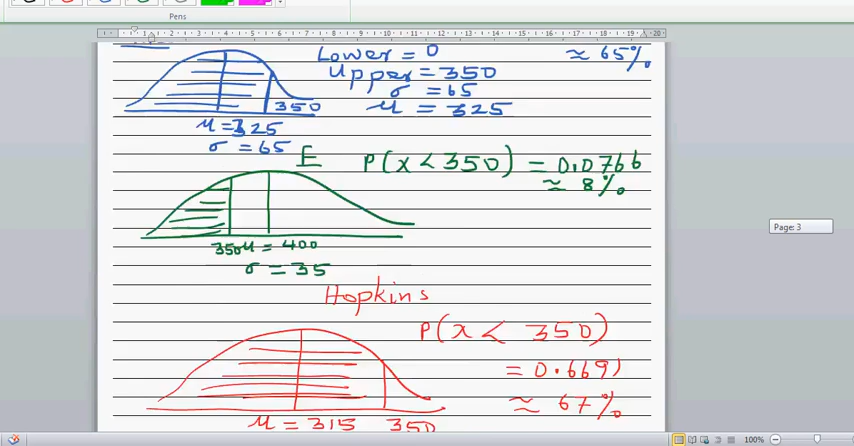 Pens
Lower = 0
≈ 65%
Upper = 350
σ = 65
350
μ = 325
μ = 325
σ = 65
E
P(x < 350) = 0.0766
≈ 8%
350 μ = 400
σ = 35
Page: 3
Hopkins
P(x < 350)
= 0.6691
≈ 67%
μ = 315 350
100%